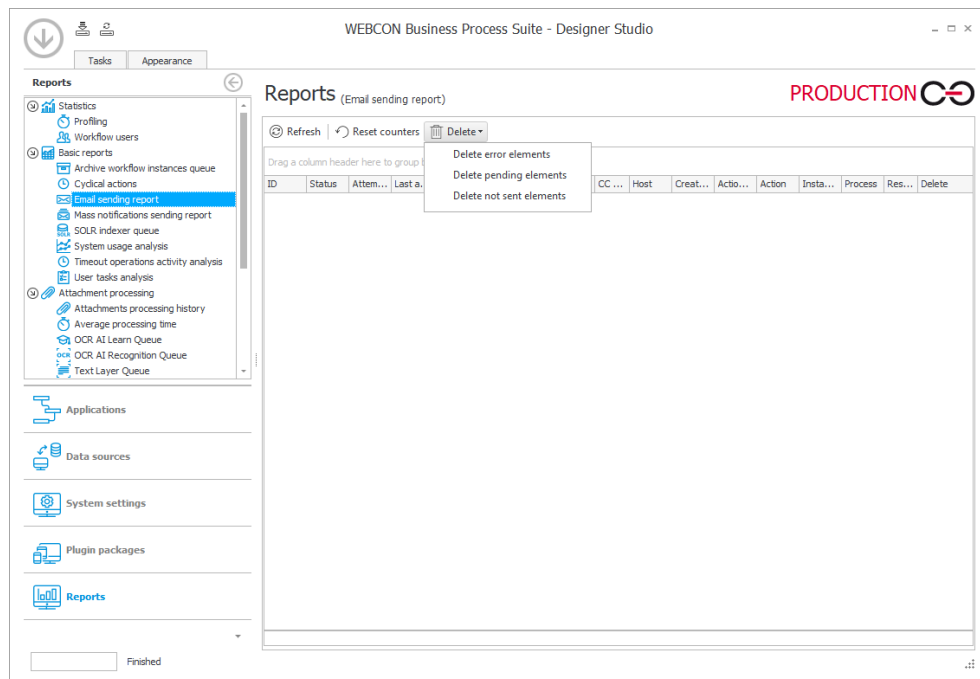 WEBCON Business Process Suite - Designer Studio
Tasks Appearance
Reports
Statistics
Profiling
Workflow users
Basic reports
Archive workflow instances queue
Cyclical actions
Email sending report
Mass notifications sending report
SOLR indexer queue
System usage analysis
Timeout operations activity analysis
User tasks analysis
Attachment processing
Attachments processing history
Average processing time
OCR AI Learn Queue
OCR AI Recognition Queue
Text Layer Queue
Applications
Data sources
System settings
Plugin packages
Reports
Finished
Reports (Email sending report)
PRODUCTION
Refresh Reset counters Delete
Delete error elements
Delete pending elements
Delete not sent elements
Drag a column header here to group
ID Status Attem... Last a. CC ... Host Creat... Actio... Action Insta... Process Res... Delete